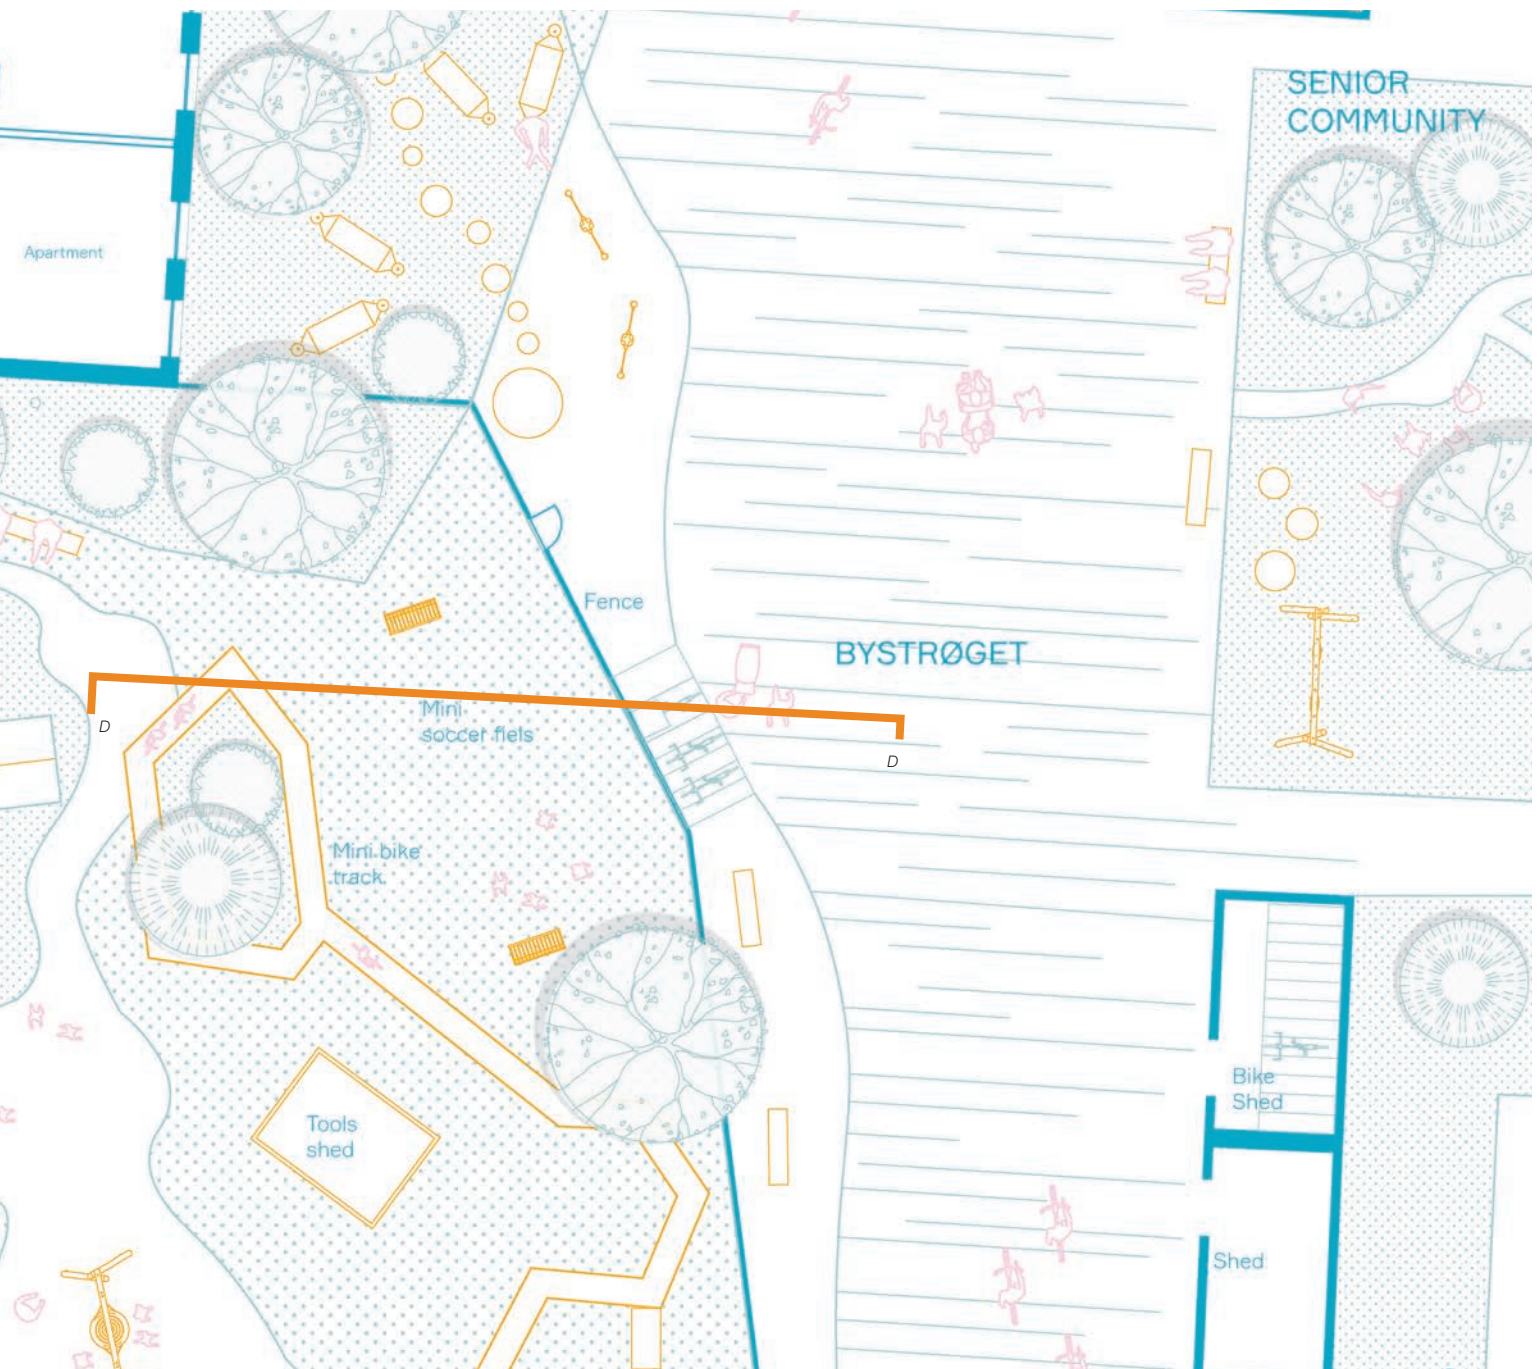 SENIOR
COMMUNITY
Apartment
Fence
BYSTRØGET
Mini
soccer fiels
D
D
Mini bike
track
Bike
Shed
Tools
shed
Shed